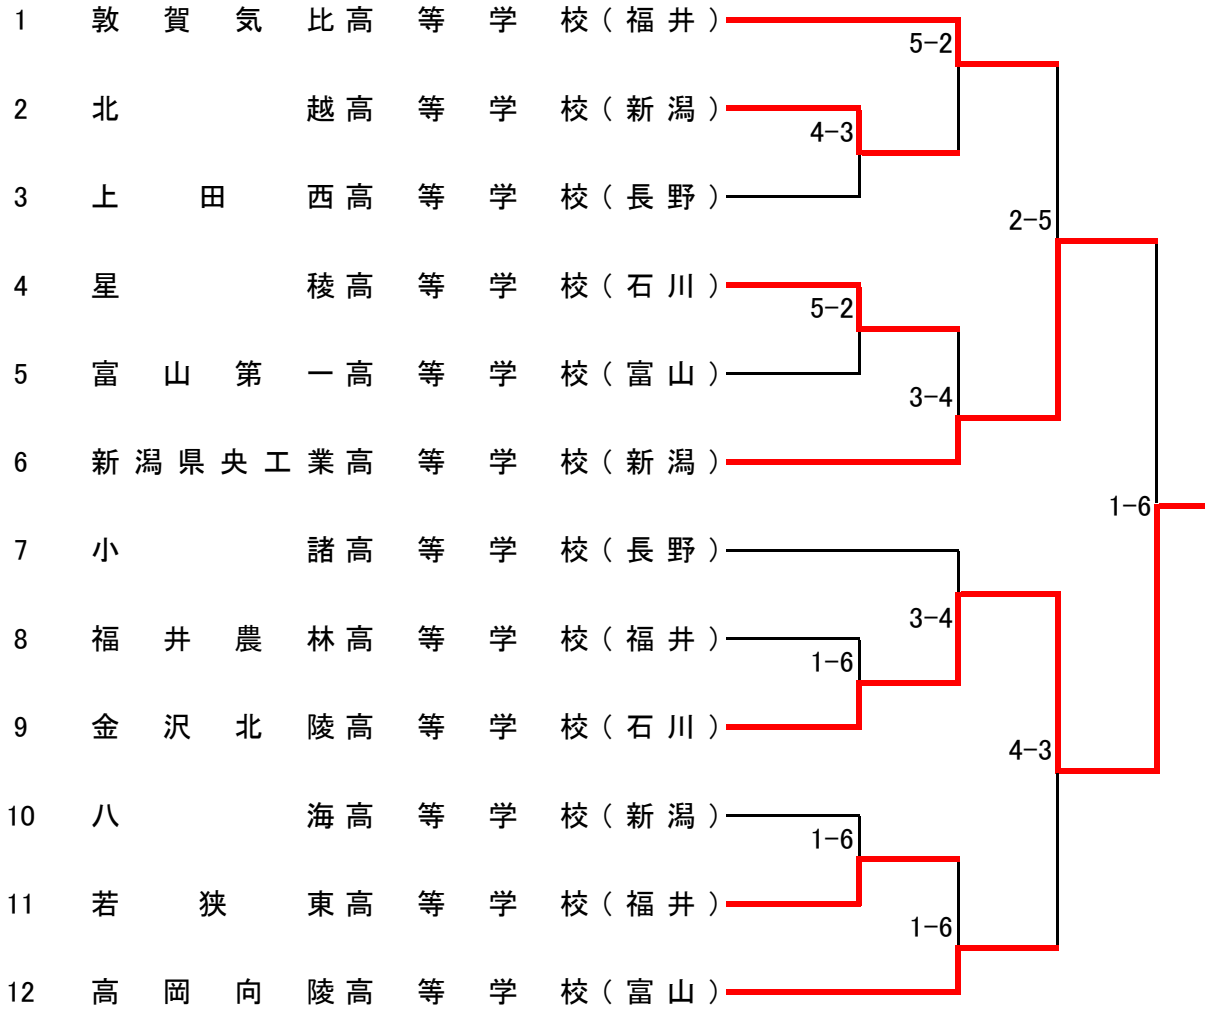 1 敦賀気比高等学校(福井)
5-2
2 北越高等学校(新潟)
4-3
3 上田西高等学校(長野)
2-5
4 星稜高等学校(石川)
5-2
5 富山第一高等学校(富山)
3-4
6 新潟県央工業高等学校(新潟)
1-6
7 小諸高等学校(長野)
3-4
8 福井農林高等学校(福井)
1-6
9 金沢北陵高等学校(石川)
4-3
10 八海高等学校(新潟)
1-6
11 若狭東高等学校(福井)
1-6
12 高岡向陵高等学校(富山)